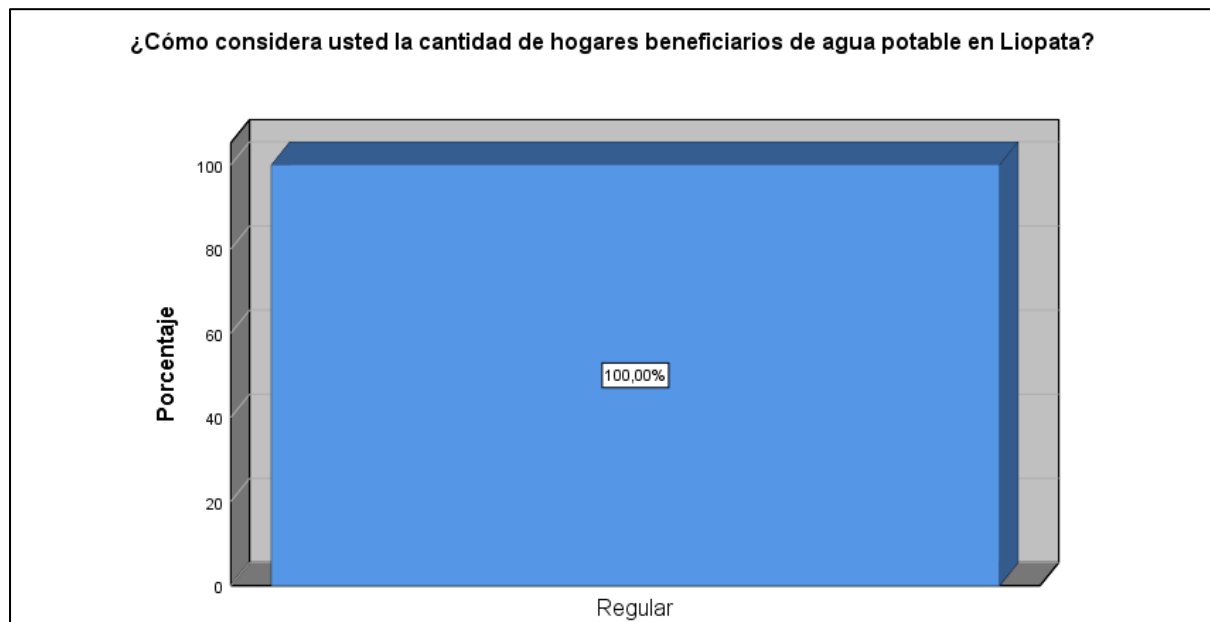 ¿Cómo considera usted la cantidad de hogares beneficiarios de agua potable en Liopata?
Porcentaje
100
80
60
40
20
0
100,00%
Regular